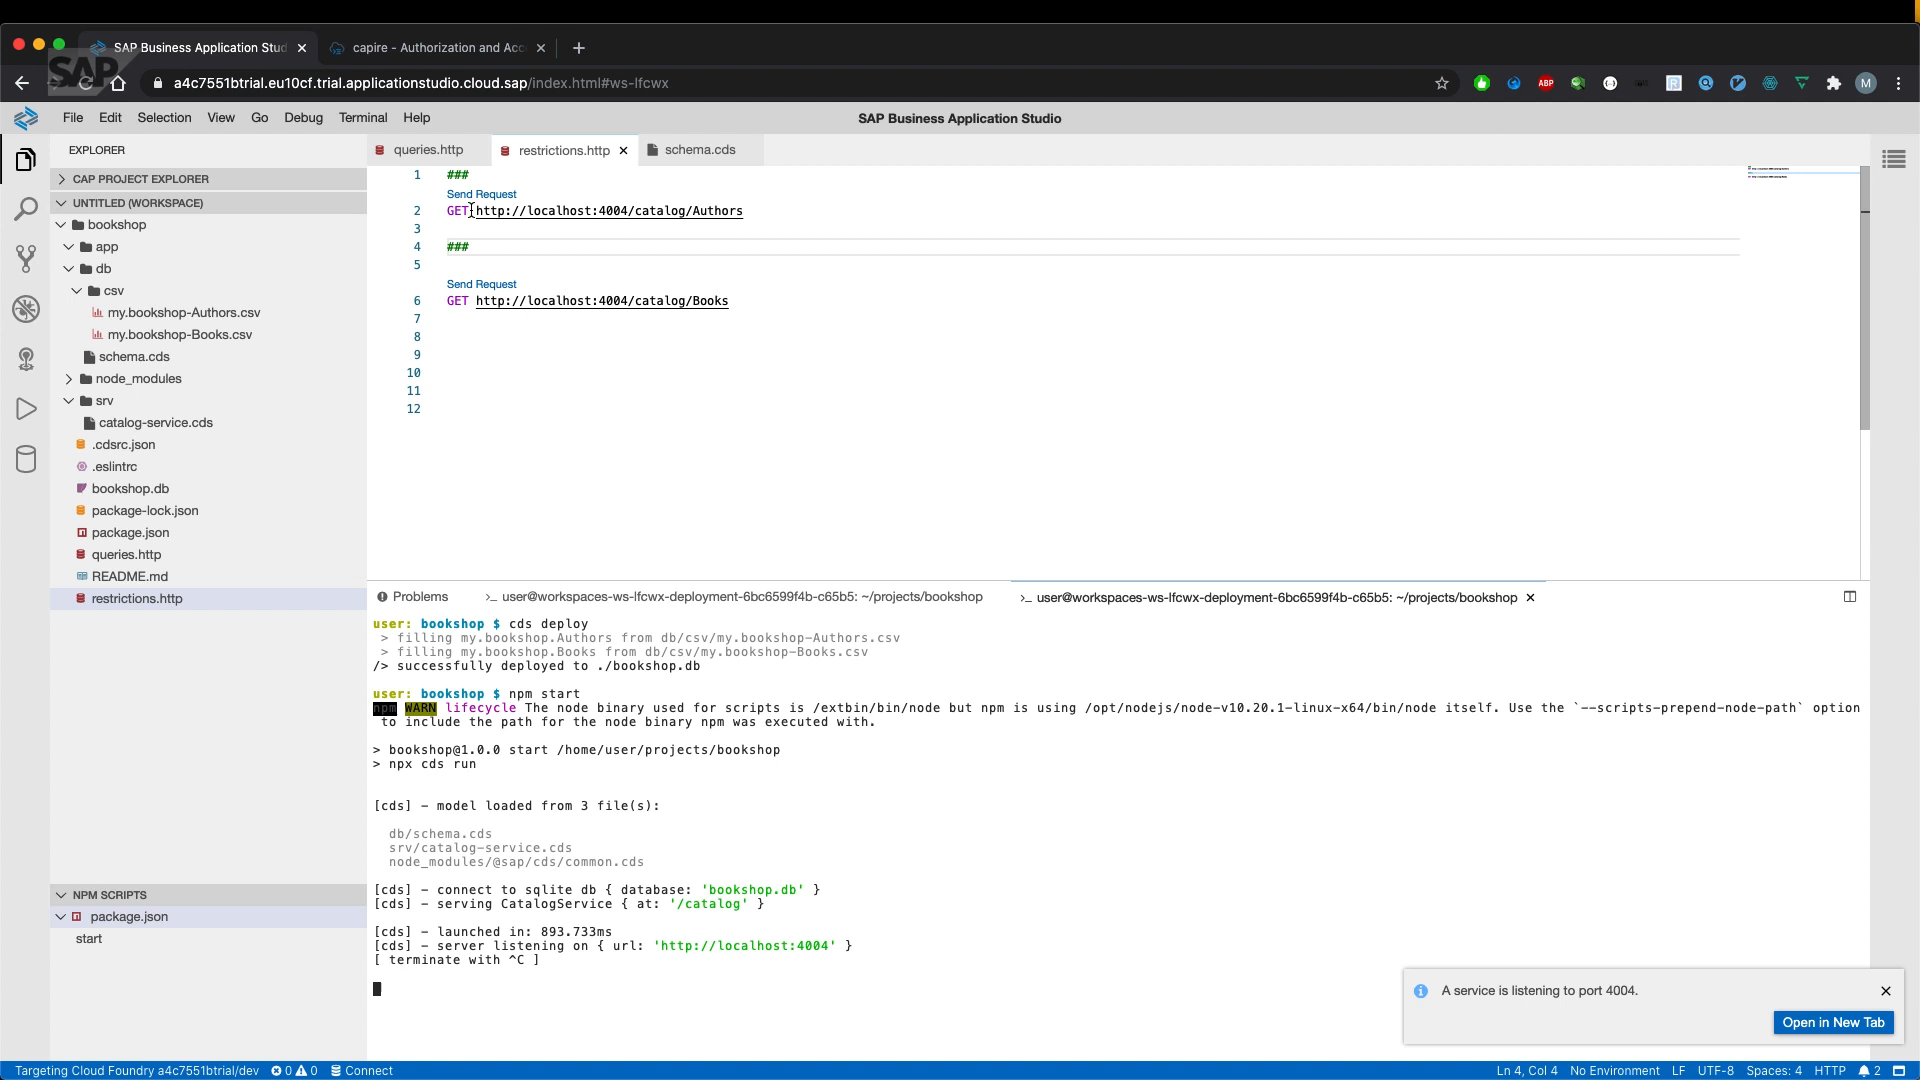 SAP Business Application Stud
capire - Authorization and Acc
SAP
a4c7551btrial.eu10cf.trial.applicationstudio.cloud.sap/index.html#ws-lfcwx
ABP
M
File Edit Selection View Go Debug Terminal Help
SAP Business Application Studio
EXPLORER
CAP PROJECT EXPLORER
UNTITLED (WORKSPACE)
bookshop
app
db
csv
my.bookshop-Authors.csv
my.bookshop-Books.csv
schema.cds
node_modules
srv
catalog-service.cds
.cdsrc.json
.eslintrc
bookshop.db
package-lock.json
package.json
queries.http
README.md
restrictions.http
NPM SCRIPTS
package.json
start
queries.http
restrictions.http
schema.cds
1 ###
Send Request
2 GET http://localhost:4004/catalog/Authors
3
4 ###
5
Send Request
6 GET http://localhost:4004/catalog/Books
7
8
9
10
11
12
Problems
>_ user@workspaces-ws-lfcwx-deployment-6bc6599f4b-c65b5: ~/projects/bookshop
>_ user@workspaces-ws-lfcwx-deployment-6bc6599f4b-c65b5: ~/projects/bookshop
user: bookshop $ cds deploy
> filling my.bookshop.Authors from db/csv/my.bookshop-Authors.csv
> filling my.bookshop.Books from db/csv/my.bookshop-Books.csv
/> successfully deployed to ./bookshop.db
user: bookshop $ npm start
npm WARN lifecycle The node binary used for scripts is /extbin/bin/node but npm is using /opt/nodejs/node-v10.20.1-linux-x64/bin/node itself. Use the `--scripts-prepend-node-path` option
to include the path for the node binary npm was executed with.
> bookshop@1.0.0 start /home/user/projects/bookshop
> npx cds run
[cds] - model loaded from 3 file(s):
db/schema.cds
srv/catalog-service.cds
node_modules/@sap/cds/common.cds
[cds] - connect to sqlite db { database: 'bookshop.db' }
[cds] - serving CatalogService { at: '/catalog' }
[cds] - launched in: 893.733ms
[cds] - server listening on { url: 'http://localhost:4004' }
[ terminate with ^C ]
A service is listening to port 4004.
Open in New Tab
Targeting Cloud Foundry a4c7551btrial/dev 0 0 Connect
Ln 4, Col 4 No Environment LF UTF-8 Spaces: 4 HTTP 2